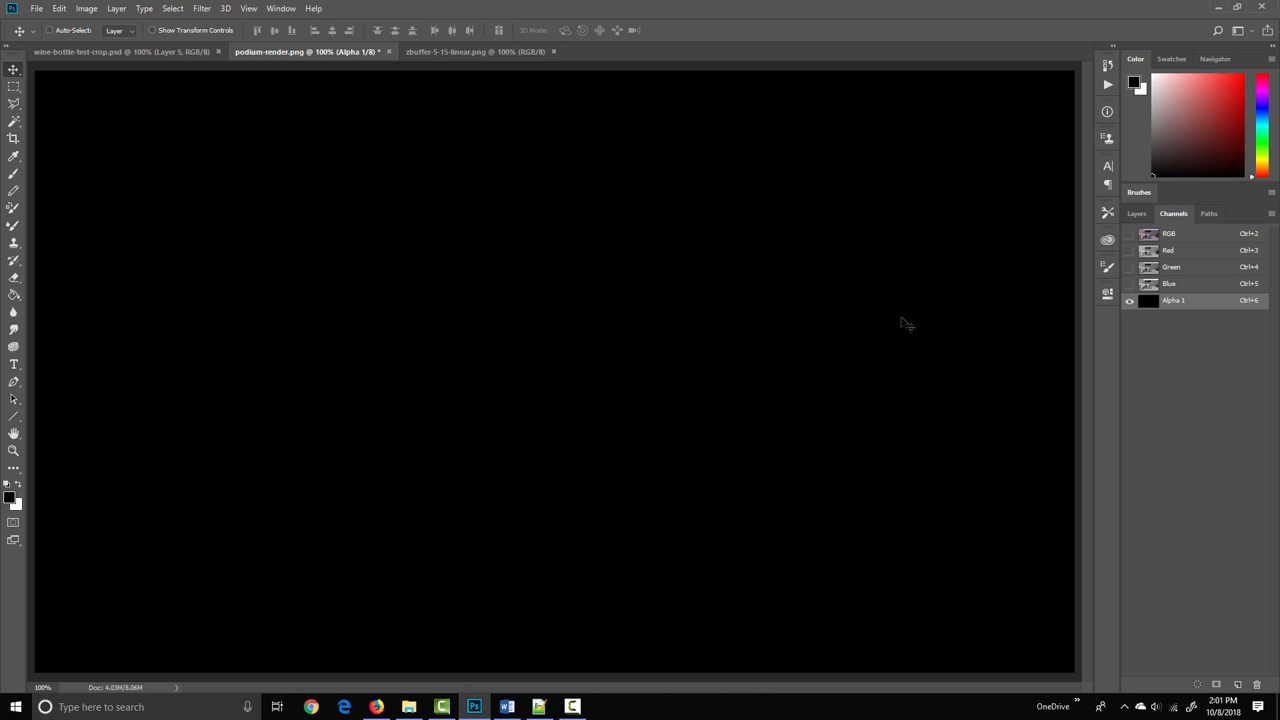 Ps File Edit Image Layer Type Select Filter 3D View Window Help
Auto-Select: Layer Show Transform Controls 3D Mode:
wine-bottle-test-crop.psd @ 100% (Layer 5, RGB/8) × podium-render.png @ 100% (Alpha 1/8) * × zbuffer-5-15-linear.png @ 100% (RGB/8) ×
Color Swatches Navigator
Brushes
Layers Channels Paths
RGB Ctrl+2
Red Ctrl+3
Green Ctrl+4
Blue Ctrl+5
Alpha 1 Ctrl+6
100% Doc: 4.03M/8.06M
Type here to search
Ps
OneDrive
2:01 PM
10/8/2018